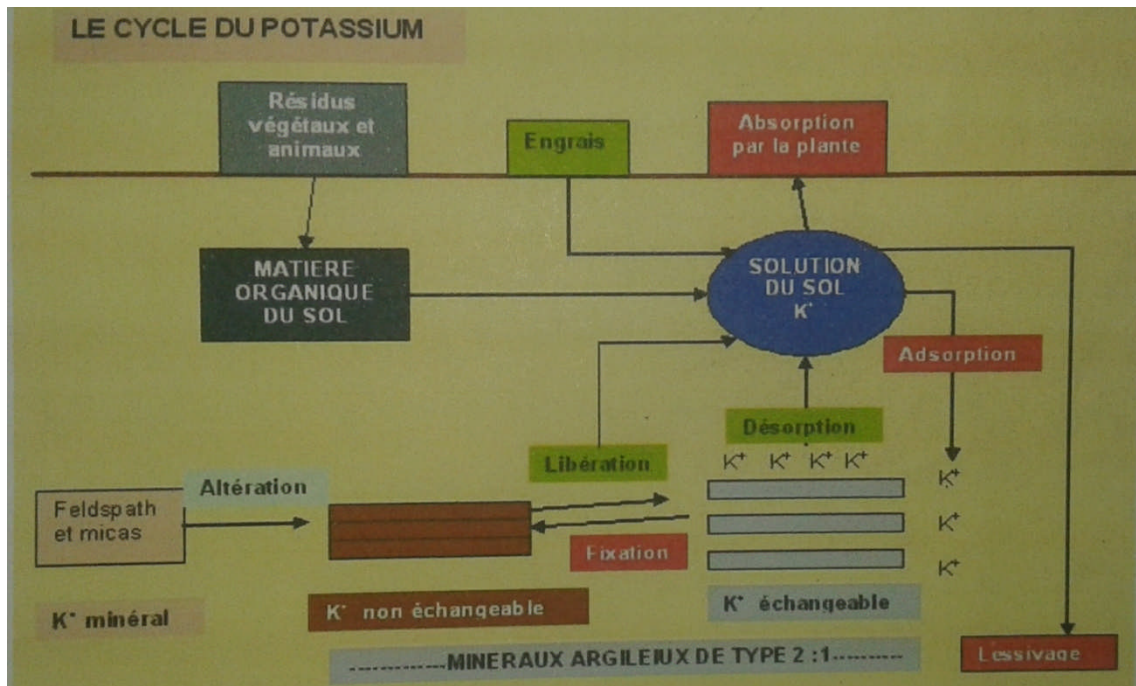 LE CYCLE DU POTASSIUM
Résidus
végétaux et
animaux
Engrais
Absorption
par la plante
MATIERE
ORGANIQUE
DU SOL
SOLUTION
DU SOL
K⁺
Adsorption
Désorption
Libération
K⁺ K⁺ K⁺ K⁺
K⁺
Altération
Feldspath
et micas
K⁺
Fixation
K⁺
K⁺ minéral
K⁺ non échangeable
K⁺ échangeable
----------MINERAUX ARGILEIUX DE TYPE 2 :1----------
Lessivage